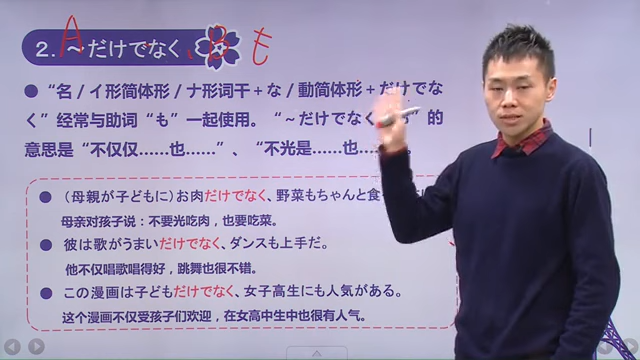 2. ～だけでなく
A B も
●“名/イ形简体形/ナ形词干+な/動简体形+だけでな
く”经常与助词“も”一起使用。“～だけでなく も”的
意思是“不仅仅……也……”、“不光是……也…
●（母親が子どもに）お肉だけでなく、野菜もちゃんと食
母亲对孩子说：不要光吃肉，也要吃菜。
●彼は歌がうまいだけでなく、ダンスも上手だ。
他不仅唱歌唱得好，跳舞也很不错。
●この漫画は子どもだけでなく、女子高生にも人気がある。
这个漫画不仅受孩子们欢迎，在女高中生中也很有人气。